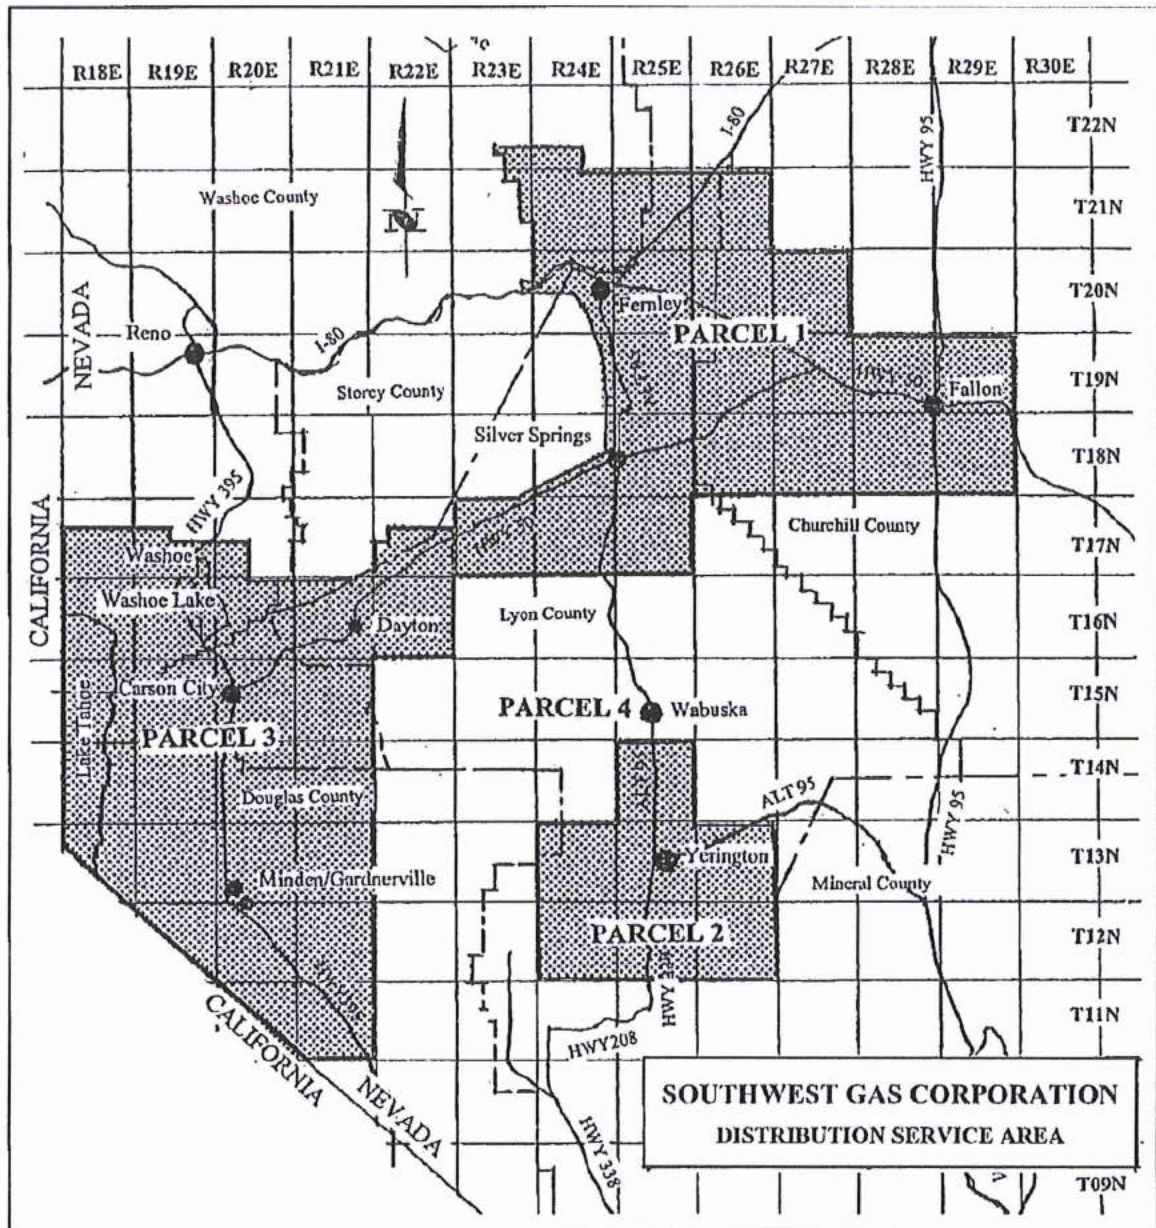 R18E R19E R20E R21E R22E R23E R24E R25E R26E R27E R28E R29E R30E
T22N
I-80
HWY 95
Washoe County
T21N
N
NEVADA
T20N
Fernley
Reno
I-80
PARCEL 1
Storey County
T19N
Fallon
Silver Springs
T18N
HWY 395
CALIFORNIA
HWY 50
Churchill County
T17N
Washoe
Washoe Lake
Lyon County
T16N
Dayton
Carson City
T15N
Lake Tahoe
PARCEL 4
Wabuska
PARCEL 3
T14N
Douglas County
ALT 95
HWY 95
Yerington
T13N
Minden/Gardnerville
Mineral County
PARCEL 2
T12N
HWY
T11N
HWY208
CALIFORNIA
NEVADA
HWY 338
SOUTHWEST GAS CORPORATION
DISTRIBUTION SERVICE AREA
T09N